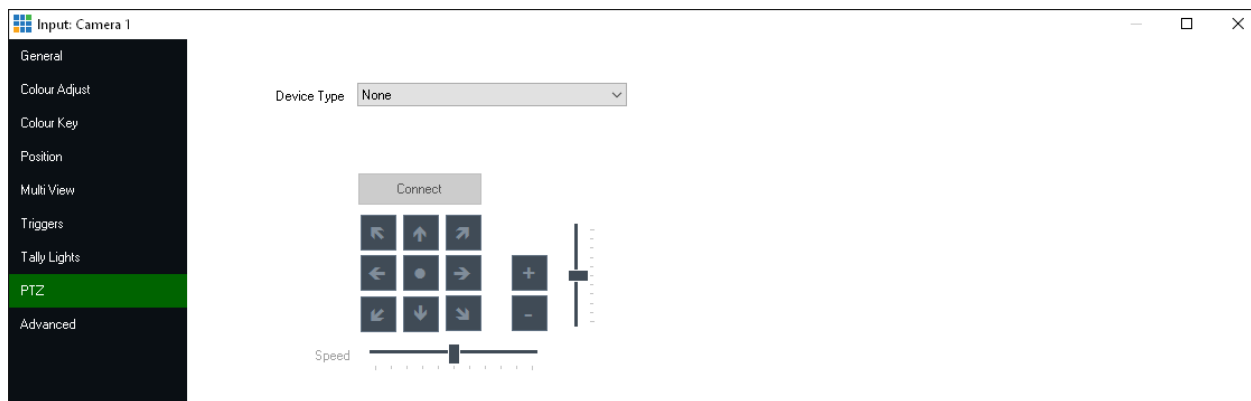 Input: Camera 1
General
Colour Adjust
Colour Key
Position
Multi View
Triggers
Tally Lights
PTZ
Advanced
Device Type None
Connect
+
-
Speed